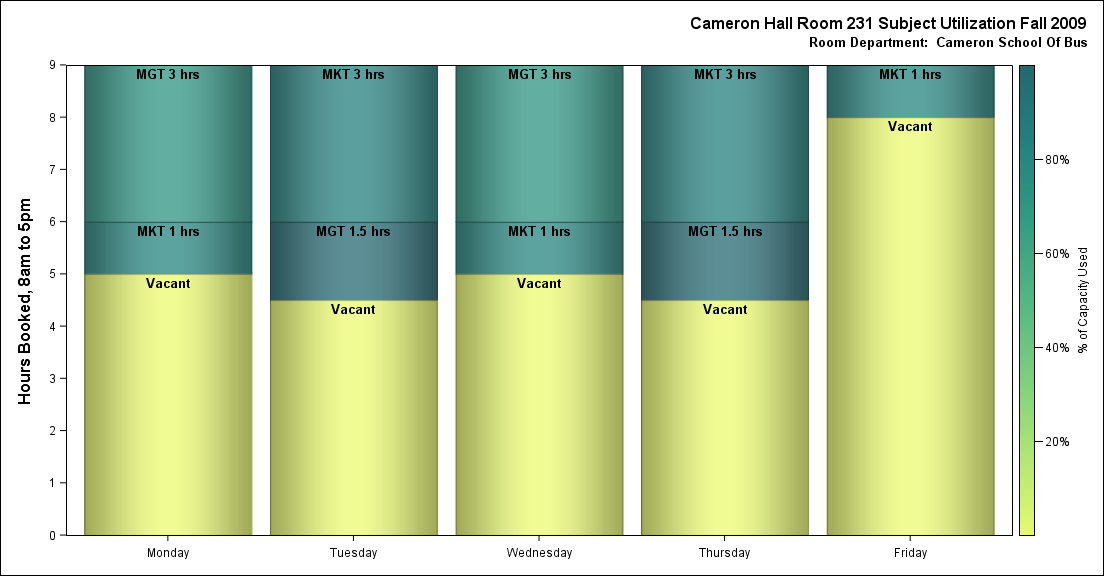 Cameron Hall Room 231 Subject Utilization Fall 2009
Room Department:  Cameron School Of Bus
Hours Booked, 8am to 5pm
9
8
7
6
5
4
3
2
1
0
MGT 3 hrs
MKT 1 hrs
Vacant
MKT 3 hrs
MGT 1.5 hrs
Vacant
MGT 3 hrs
MKT 1 hrs
Vacant
MKT 3 hrs
MGT 1.5 hrs
Vacant
MKT 1 hrs
Vacant
Monday
Tuesday
Wednesday
Thursday
Friday
80%
60%
40%
20%
% of Capacity Used